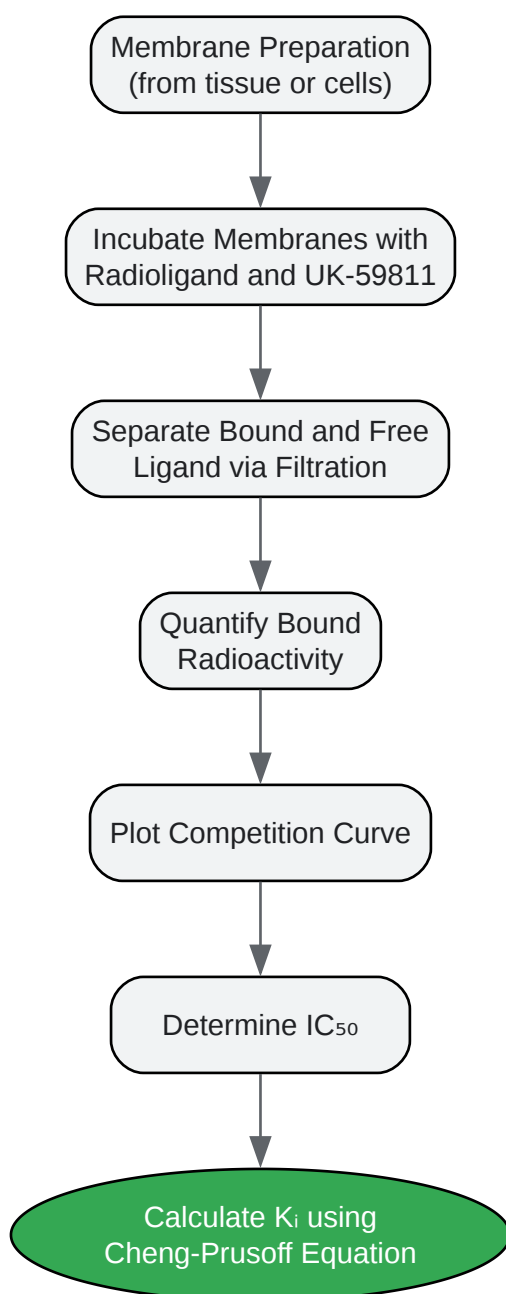 Membrane Preparation
(from tissue or cells)
Incubate Membranes with
Radioligand and UK-59811
Separate Bound and Free
Ligand via Filtration
Quantify Bound
Radioactivity
Plot Competition Curve
Determine IC₅₀
Calculate Kᵢ using
Cheng-Prusoff Equation